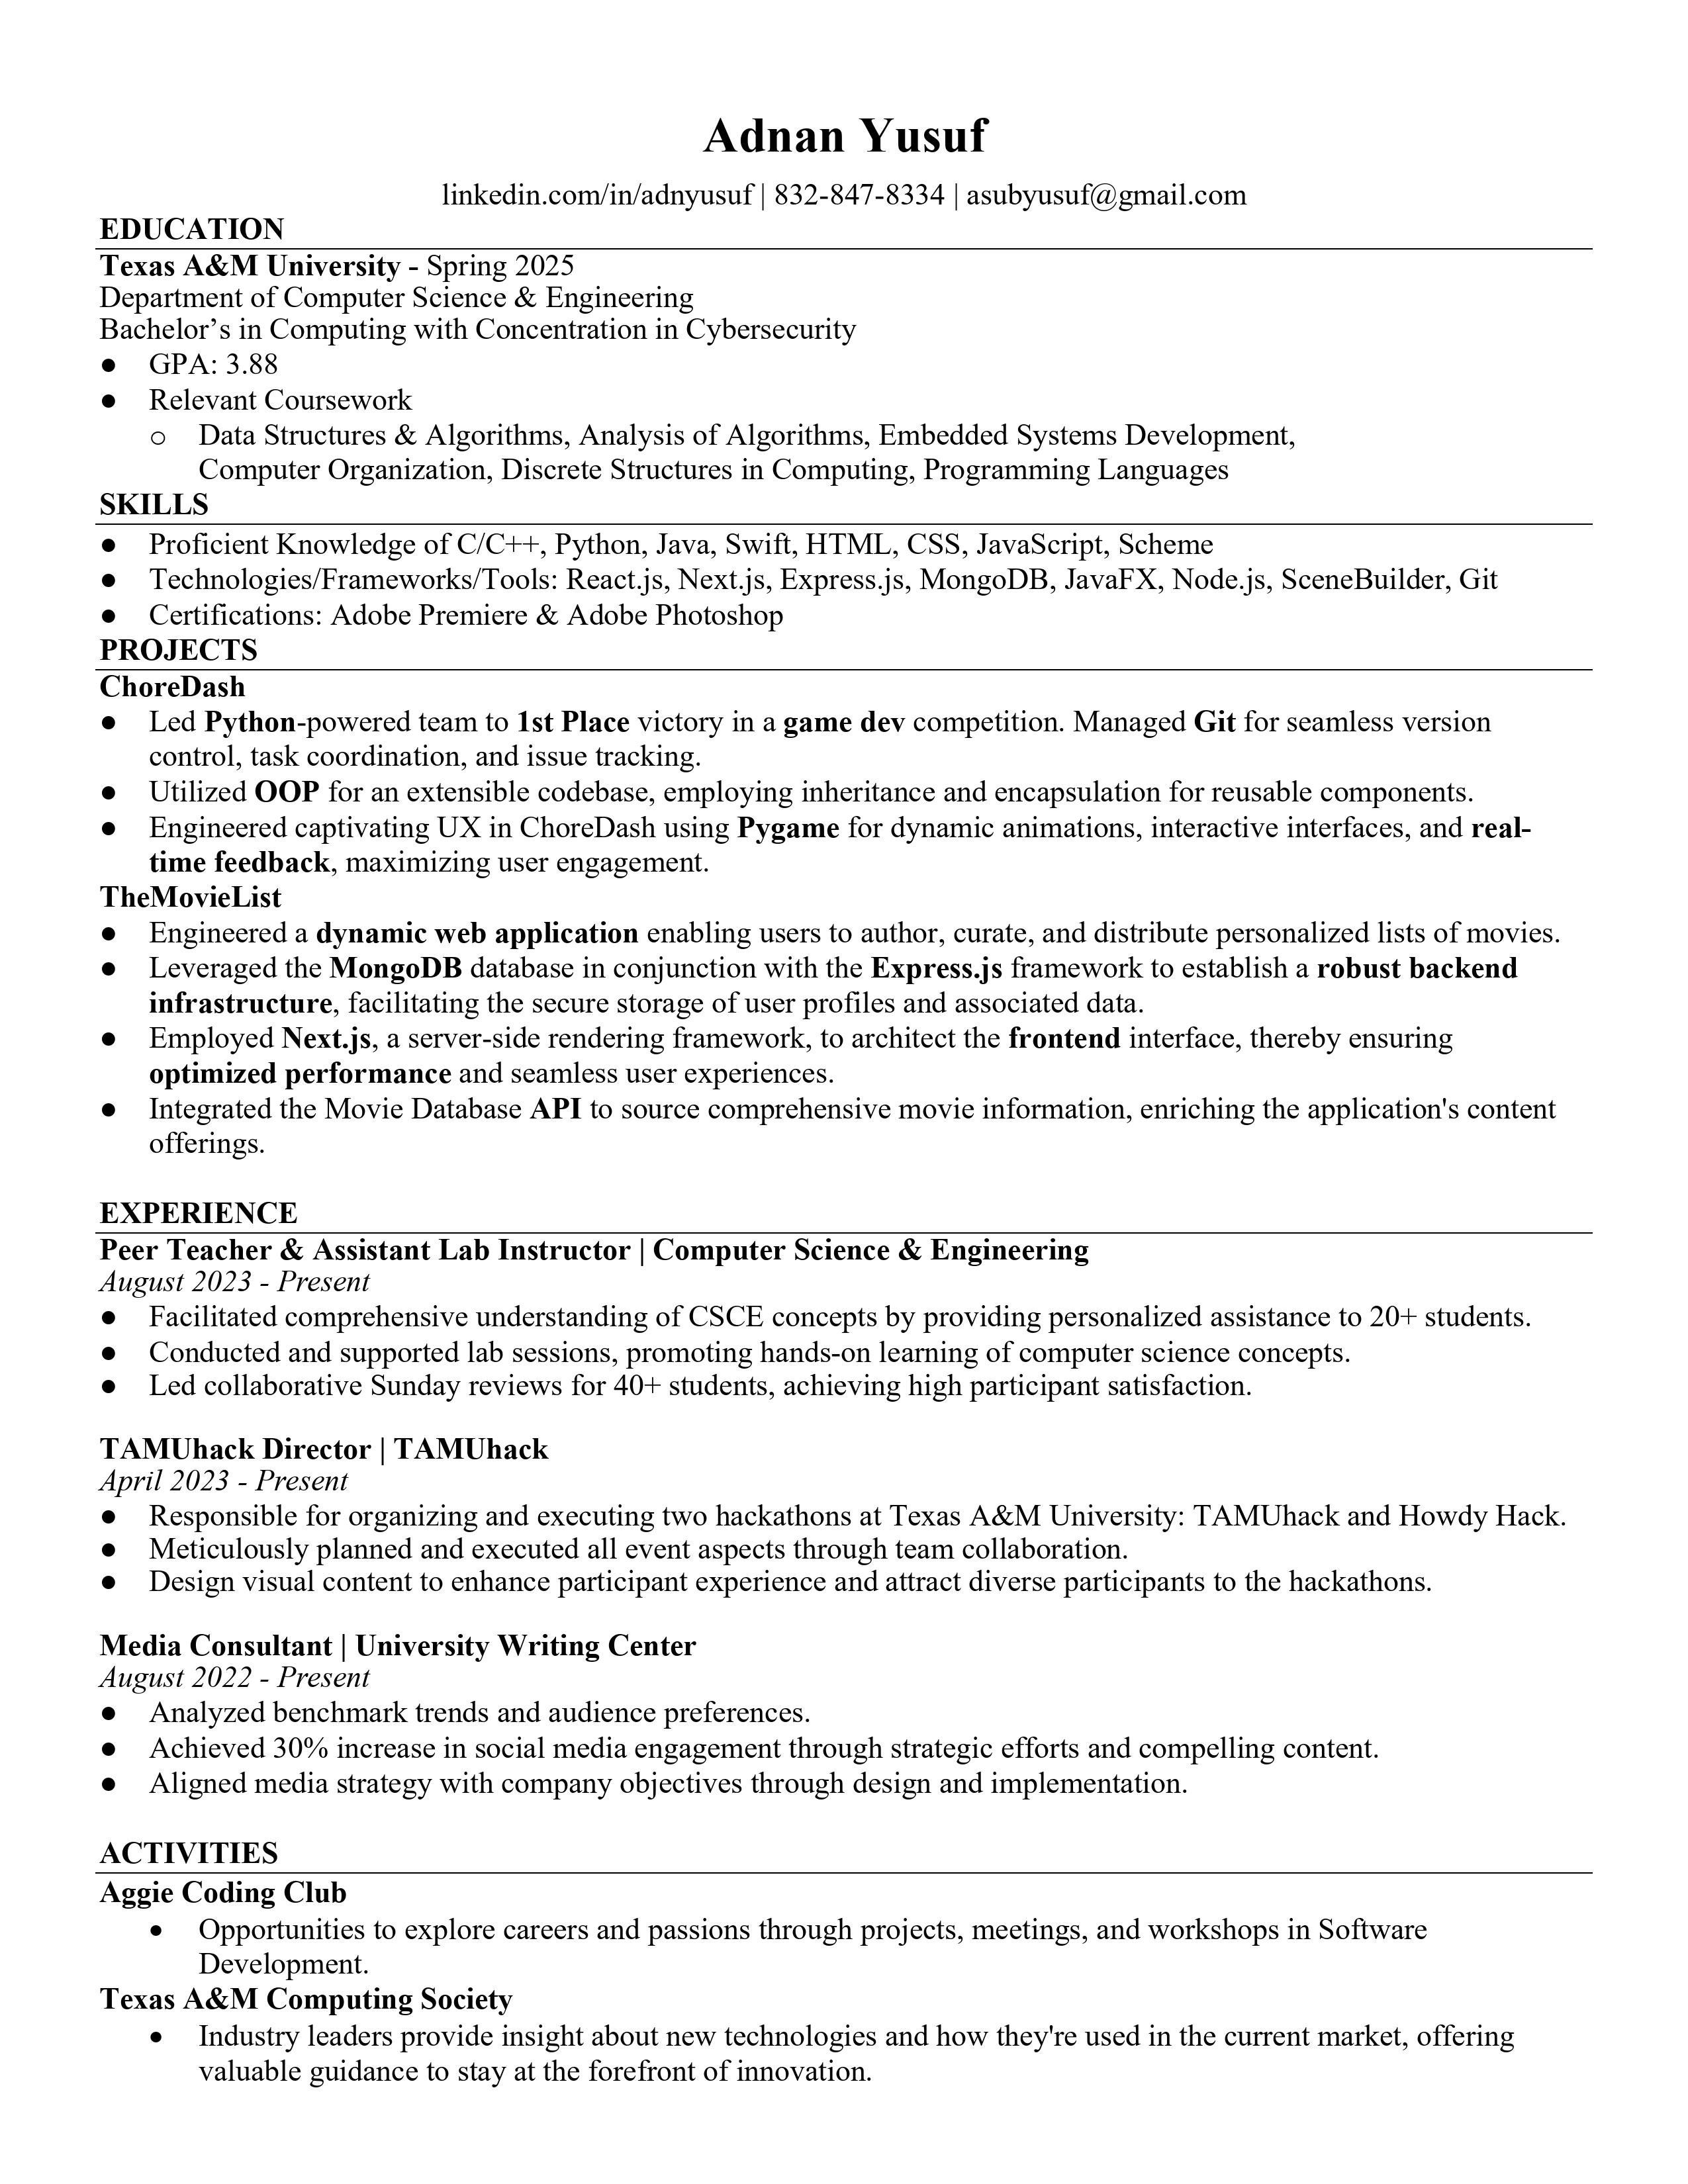 Adnan Yusuf
linkedin.com/in/adnyusuf | 832-847-8334 | asubyusuf@gmail.com
EDUCATION
Texas A&M University - Spring 2025
Department of Computer Science & Engineering
Bachelor’s in Computing with Concentration in Cybersecurity
● GPA: 3.88
● Relevant Coursework
o Data Structures & Algorithms, Analysis of Algorithms, Embedded Systems Development,
Computer Organization, Discrete Structures in Computing, Programming Languages
SKILLS
● Proficient Knowledge of C/C++, Python, Java, Swift, HTML, CSS, JavaScript, Scheme
● Technologies/Frameworks/Tools: React.js, Next.js, Express.js, MongoDB, JavaFX, Node.js, SceneBuilder, Git
● Certifications: Adobe Premiere & Adobe Photoshop
PROJECTS
ChoreDash
● Led Python-powered team to 1st Place victory in a game dev competition. Managed Git for seamless version
control, task coordination, and issue tracking.
● Utilized OOP for an extensible codebase, employing inheritance and encapsulation for reusable components.
● Engineered captivating UX in ChoreDash using Pygame for dynamic animations, interactive interfaces, and real-
time feedback, maximizing user engagement.
TheMovieList
● Engineered a dynamic web application enabling users to author, curate, and distribute personalized lists of movies.
● Leveraged the MongoDB database in conjunction with the Express.js framework to establish a robust backend
infrastructure, facilitating the secure storage of user profiles and associated data.
● Employed Next.js, a server-side rendering framework, to architect the frontend interface, thereby ensuring
optimized performance and seamless user experiences.
● Integrated the Movie Database API to source comprehensive movie information, enriching the application's content
offerings.
EXPERIENCE
Peer Teacher & Assistant Lab Instructor | Computer Science & Engineering
August 2023 - Present
● Facilitated comprehensive understanding of CSCE concepts by providing personalized assistance to 20+ students.
● Conducted and supported lab sessions, promoting hands-on learning of computer science concepts.
● Led collaborative Sunday reviews for 40+ students, achieving high participant satisfaction.
TAMUhack Director | TAMUhack
April 2023 - Present
● Responsible for organizing and executing two hackathons at Texas A&M University: TAMUhack and Howdy Hack.
● Meticulously planned and executed all event aspects through team collaboration.
● Design visual content to enhance participant experience and attract diverse participants to the hackathons.
Media Consultant | University Writing Center
August 2022 - Present
● Analyzed benchmark trends and audience preferences.
● Achieved 30% increase in social media engagement through strategic efforts and compelling content.
● Aligned media strategy with company objectives through design and implementation.
ACTIVITIES
Aggie Coding Club
• Opportunities to explore careers and passions through projects, meetings, and workshops in Software
Development.
Texas A&M Computing Society
• Industry leaders provide insight about new technologies and how they're used in the current market, offering
valuable guidance to stay at the forefront of innovation.